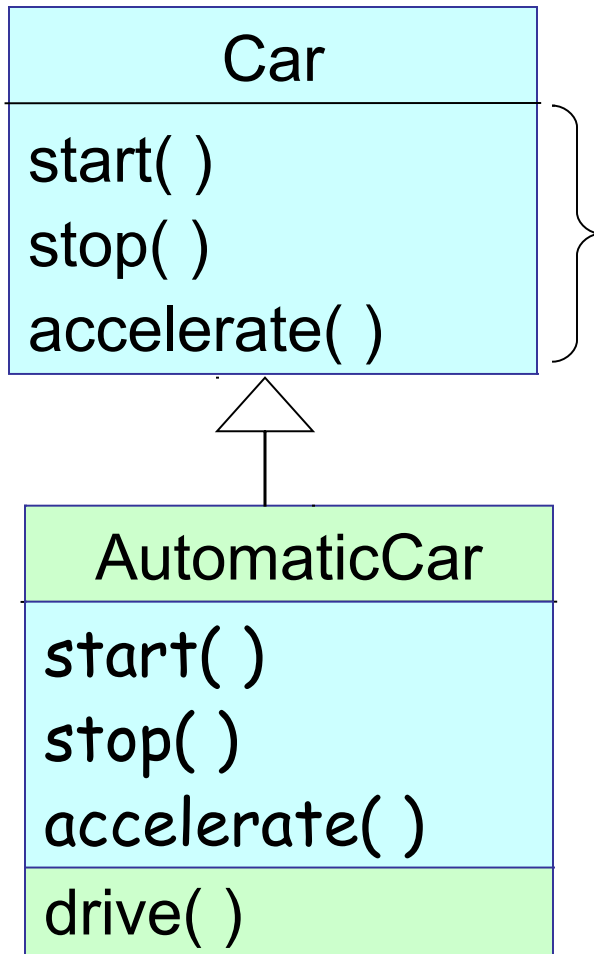 Car
start( )
stop( )
accelerate( )
AutomaticCar
start( )
stop( )
accelerate( )
drive( )